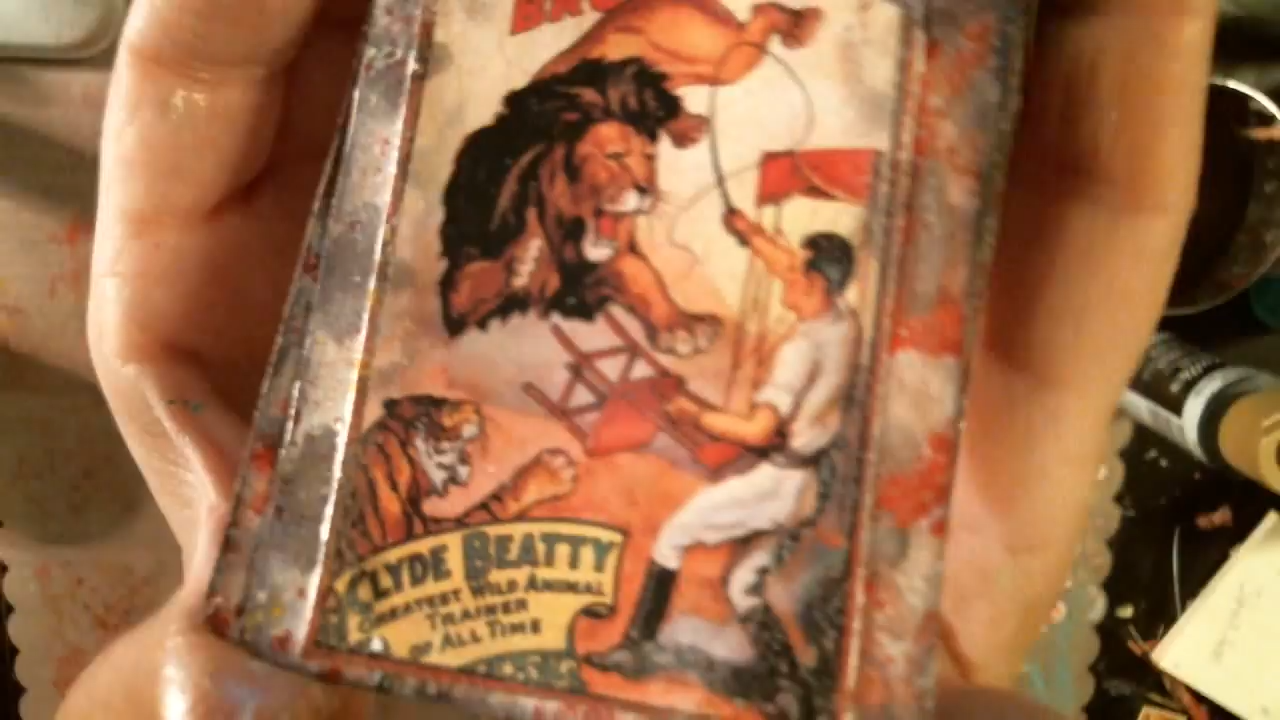 CLYDE BEATTY
GREATEST WILD ANIMAL
TRAINER
OF ALL TIME